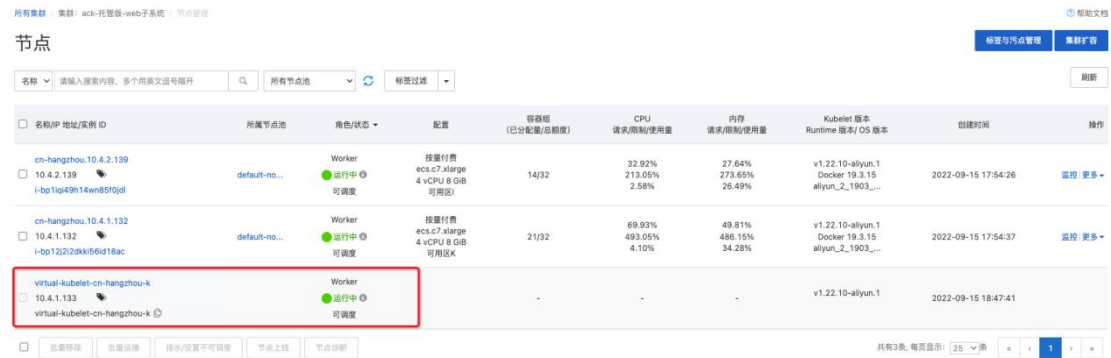 所有集群 / 集群：ack-托管版-web子系统 / 节点管理
帮助文档
节点
标签与污点管理
集群扩容
名称
请输入搜索内容，多个用英文逗号隔开
所有节点池
标签过滤
刷新
名称/IP 地址/实例 ID
所属节点池
角色/状态
配置
容器组
(已分配量/总额度)
CPU
请求/限制/使用量
内存
请求/限制/使用量
Kubelet 版本
Runtime 版本/ OS 版本
创建时间
操作
cn-hangzhou.10.4.2.139
10.4.2.139
i-bp1iqi49h14wn85f0jdl
default-no...
Worker
运行中
可调度
按量付费
ecs.c7.xlarge
4 vCPU 8 GiB
可用区I
14/32
32.92%
213.05%
2.58%
27.64%
273.65%
26.49%
v1.22.10-aliyun.1
Docker 19.3.15
aliyun_2_1903_...
2022-09-15 17:54:26
监控 更多
cn-hangzhou.10.4.1.132
10.4.1.132
i-bp12j2i2dkki56id18ac
default-no...
Worker
运行中
可调度
按量付费
ecs.c7.xlarge
4 vCPU 8 GiB
可用区K
21/32
69.93%
493.05%
4.10%
49.81%
486.15%
34.28%
v1.22.10-aliyun.1
Docker 19.3.15
aliyun_2_1903_...
2022-09-15 17:54:37
监控 更多
virtual-kubelet-cn-hangzhou-k
10.4.1.133
virtual-kubelet-cn-hangzhou-k
Worker
运行中
可调度
-
-
-
v1.22.10-aliyun.1
2022-09-15 18:47:41
批量移除
批量运维
排水/设置不可调度
节点上线
节点诊断
共有3条, 每页显示: 25 条
« ‹ 1 › »